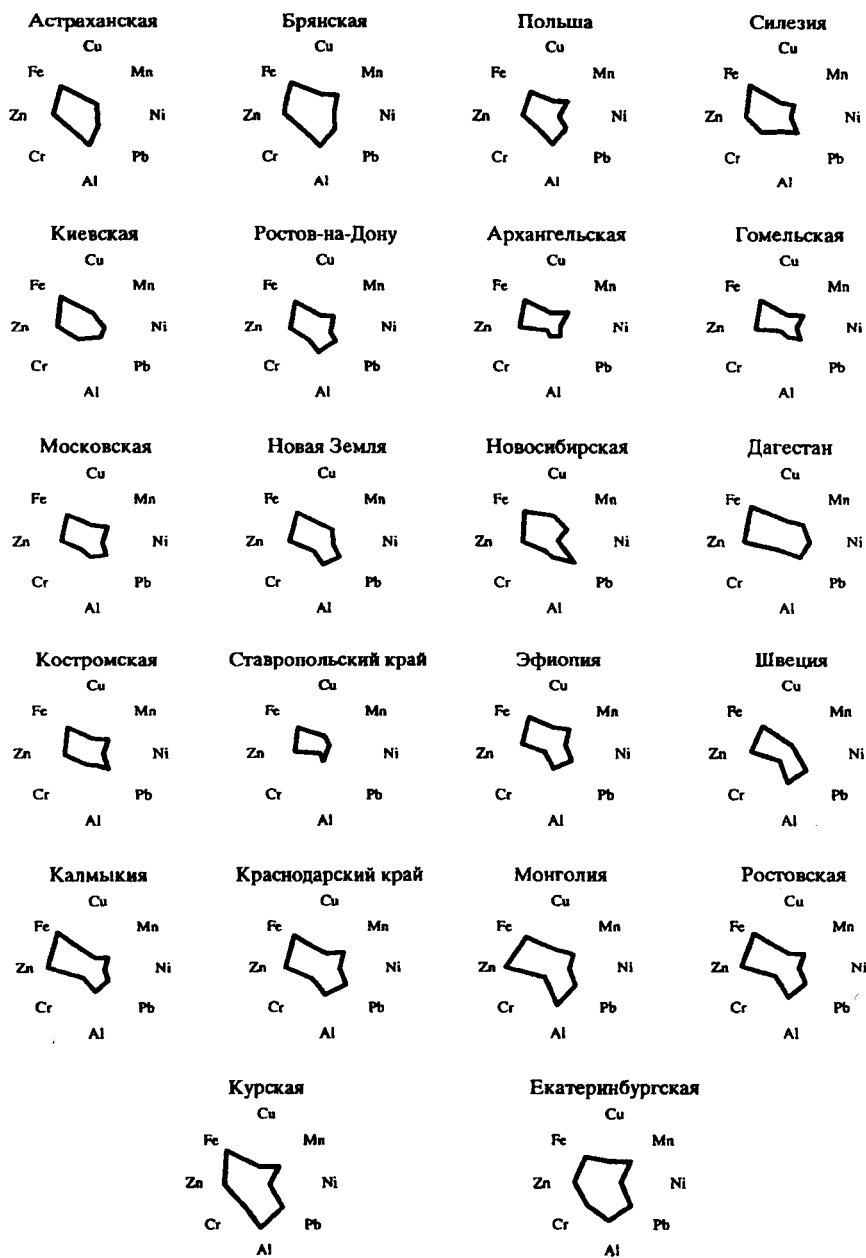 Астраханская Брянская Польша Силезия
Cu Cu Cu Cu
Fe Mn Fe Mn Fe Mn Fe Mn
Zn Ni Zn Ni Zn Ni Zn Ni
Cr Pb Cr Pb Cr Pb Cr Pb
Al Al Al Al
Киевская Ростов-на-Дону Архангельская Гомельская
Cu Cu Cu Cu
Fe Mn Fe Mn Fe Mn Fe Mn
Zn Ni Zn Ni Zn Ni Zn Ni
Cr Pb Cr Pb Cr Pb Cr Pb
Al Al Al Al
Московская Новая Земля Новосибирская Дагестан
Cu Cu Cu Cu
Fe Mn Fe Mn Fe Mn Fe Mn
Zn Ni Zn Ni Zn Ni Zn Ni
Cr Pb Cr Pb Cr Pb Cr Pb
Al Al Al Al
Костромская Ставропольский край Эфиопия Швеция
Cu Cu Cu Cu
Fe Mn Fe Mn Fe Mn Fe Mn
Zn Ni Zn Ni Zn Ni Zn Ni
Cr Pb Cr Pb Cr Pb Cr Pb
Al Al Al Al
Калмыкия Краснодарский край Монголия Ростовская
Cu Cu Cu Cu
Fe Mn Fe Mn Fe Mn Fe Mn
Zn Ni Zn Ni Zn Ni Zn Ni
Cr Pb Cr Pb Cr Pb Cr Pb
Al Al Al Al
Курская Екатеринбургская
Cu Cu
Fe Mn Fe Mn
Zn Ni Zn Ni
Cr Pb Cr Pb
Al Al